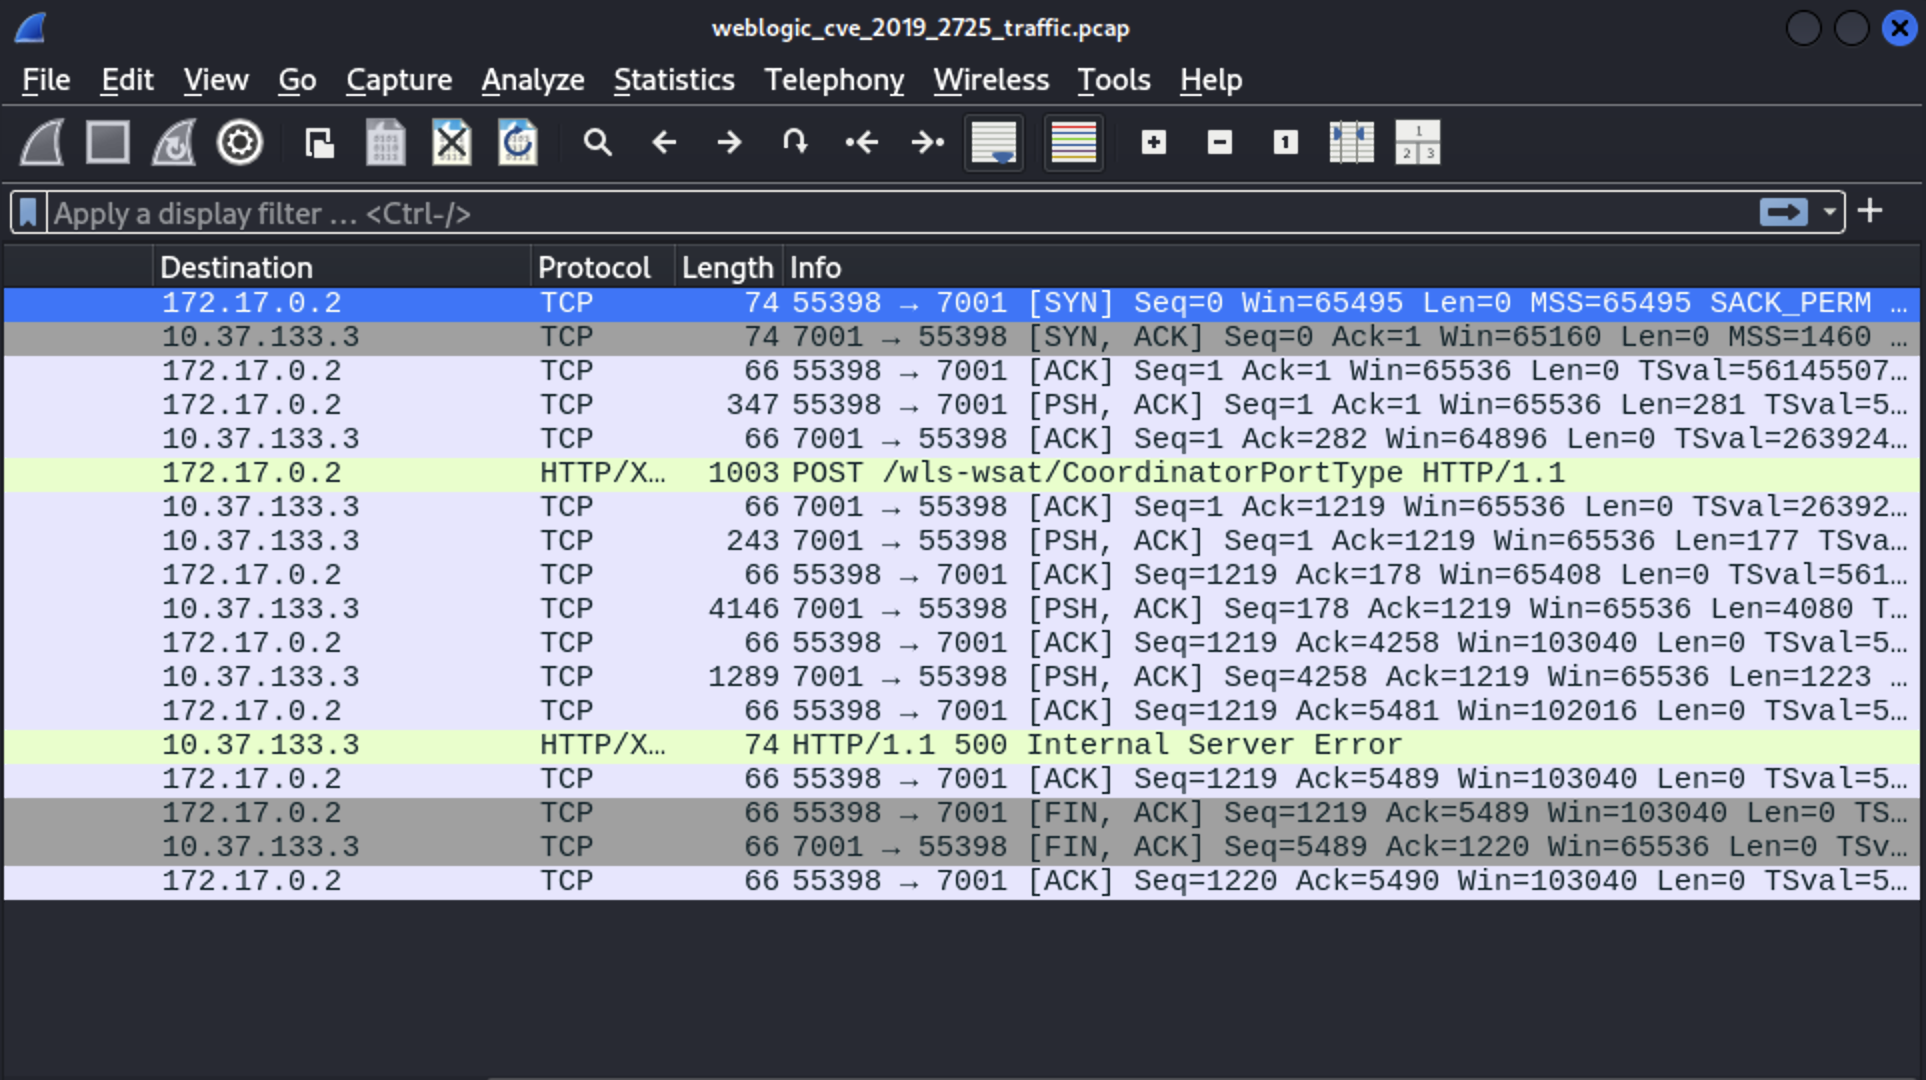 weblogic_cve_2019_2725_traffic.pcap
File Edit View Go Capture Analyze Statistics Telephony Wireless Tools Help
Apply a display filter … <Ctrl-/>
Destination Protocol Length Info
172.17.0.2 TCP 74 55398 → 7001 [SYN] Seq=0 Win=65495 Len=0 MSS=65495 SACK_PERM …
10.37.133.3 TCP 74 7001 → 55398 [SYN, ACK] Seq=0 Ack=1 Win=65160 Len=0 MSS=1460 …
172.17.0.2 TCP 66 55398 → 7001 [ACK] Seq=1 Ack=1 Win=65536 Len=0 TSval=56145507…
172.17.0.2 TCP 347 55398 → 7001 [PSH, ACK] Seq=1 Ack=1 Win=65536 Len=281 TSval=5…
10.37.133.3 TCP 66 7001 → 55398 [ACK] Seq=1 Ack=282 Win=64896 Len=0 TSval=263924…
172.17.0.2 HTTP/X… 1003 POST /wls-wsat/CoordinatorPortType HTTP/1.1
10.37.133.3 TCP 66 7001 → 55398 [ACK] Seq=1 Ack=1219 Win=65536 Len=0 TSval=26392…
10.37.133.3 TCP 243 7001 → 55398 [PSH, ACK] Seq=1 Ack=1219 Win=65536 Len=177 TSva…
172.17.0.2 TCP 66 55398 → 7001 [ACK] Seq=1219 Ack=178 Win=65408 Len=0 TSval=561…
10.37.133.3 TCP 4146 7001 → 55398 [PSH, ACK] Seq=178 Ack=1219 Win=65536 Len=4080 T…
172.17.0.2 TCP 66 55398 → 7001 [ACK] Seq=1219 Ack=4258 Win=103040 Len=0 TSval=5…
10.37.133.3 TCP 1289 7001 → 55398 [PSH, ACK] Seq=4258 Ack=1219 Win=65536 Len=1223 …
172.17.0.2 TCP 66 55398 → 7001 [ACK] Seq=1219 Ack=5481 Win=102016 Len=0 TSval=5…
10.37.133.3 HTTP/X… 74 HTTP/1.1 500 Internal Server Error
172.17.0.2 TCP 66 55398 → 7001 [ACK] Seq=1219 Ack=5489 Win=103040 Len=0 TSval=5…
172.17.0.2 TCP 66 55398 → 7001 [FIN, ACK] Seq=1219 Ack=5489 Win=103040 Len=0 TS…
10.37.133.3 TCP 66 7001 → 55398 [FIN, ACK] Seq=5489 Ack=1220 Win=65536 Len=0 TSv…
172.17.0.2 TCP 66 55398 → 7001 [ACK] Seq=1220 Ack=5490 Win=103040 Len=0 TSval=5…